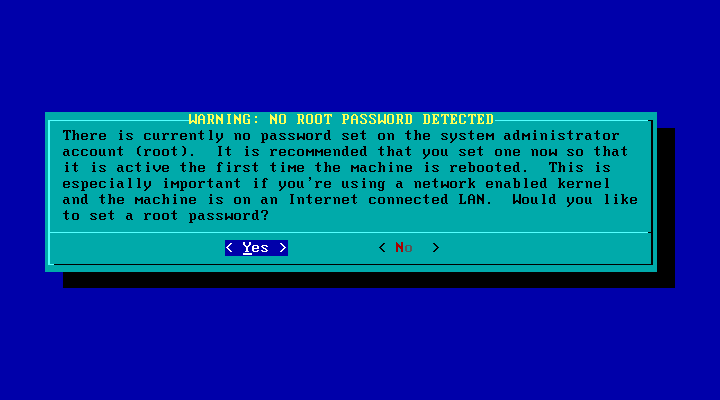 WARNING: NO ROOT PASSWORD DETECTED
There is currently no password set on the system administrator
account (root).  It is recommended that you set one now so that
it is active the first time the machine is rebooted.  This is
especially important if you're using a network enabled kernel
and the machine is on an Internet connected LAN.  Would you like
to set a root password?
< Yes > < No  >